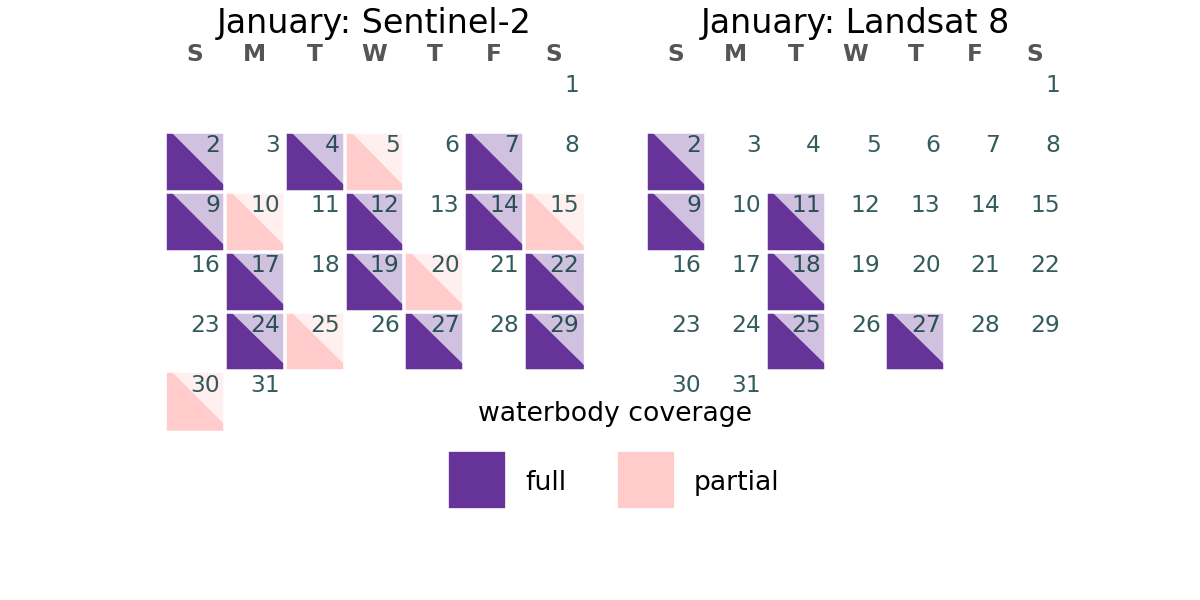 January: Sentinel-2
S M T W T F S
1
2 3 4 5 6 7 8
9 10 11 12 13 14 15
16 17 18 19 20 21 22
23 24 25 26 27 28 29
30 31
January: Landsat 8
S M T W T F S
1
2 3 4 5 6 7 8
9 10 11 12 13 14 15
16 17 18 19 20 21 22
23 24 25 26 27 28 29
30 31
waterbody coverage
full
partial